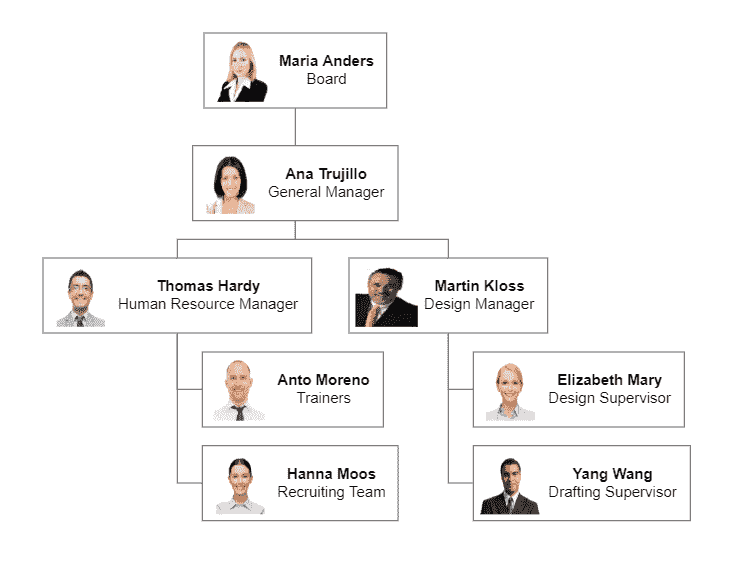 Maria Anders
Board
Ana Trujillo
General Manager
Thomas Hardy
Human Resource Manager
Martin Kloss
Design Manager
Anto Moreno
Trainers
Elizabeth Mary
Design Supervisor
Hanna Moos
Recruiting Team
Yang Wang
Drafting Supervisor